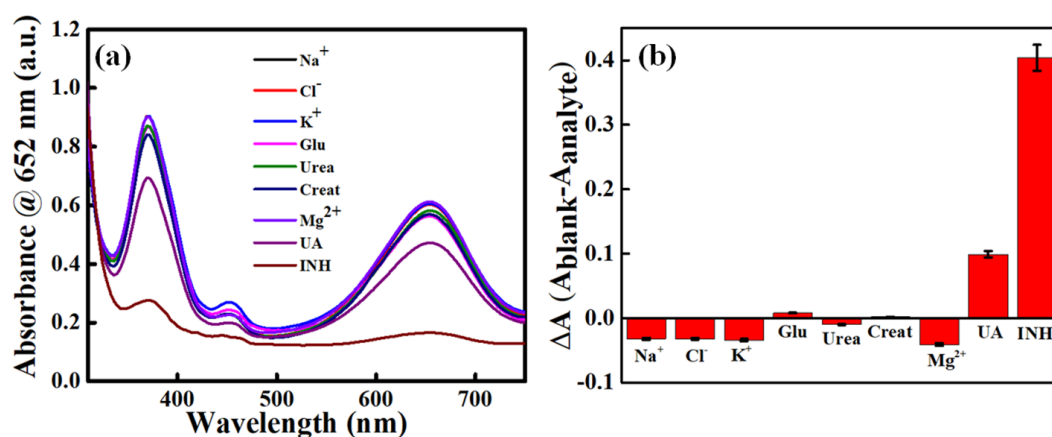 (a)
Absorbance @ 652 nm (a.u.)
1.2
1.0
0.8
0.6
0.4
0.2
0.0
Na⁺
Cl⁻
K⁺
Glu
Urea
Creat
Mg²⁺
UA
INH
400
500
600
700
Wavelength (nm)
(b)
ΔA (Ablank-Aanalyte)
0.4
0.3
0.2
0.1
0.0
-0.1
Na⁺
Cl⁻
K⁺
Glu
Urea
Creat
Mg²⁺
UA
INH